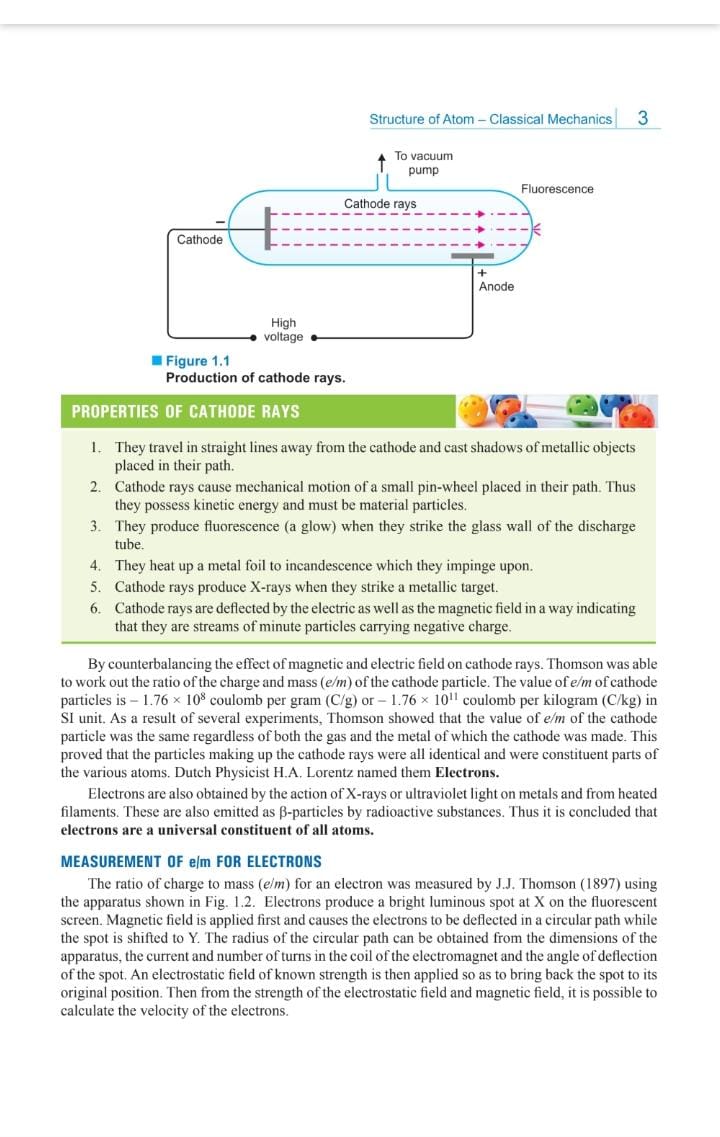 Structure of Atom – Classical Mechanics 3
To vacuum
pump
Fluorescence
Cathode rays
–
Cathode
+
Anode
High
voltage
Figure 1.1
Production of cathode rays.
PROPERTIES OF CATHODE RAYS
1. They travel in straight lines away from the cathode and cast shadows of metallic objects
placed in their path.
2. Cathode rays cause mechanical motion of a small pin-wheel placed in their path. Thus
they possess kinetic energy and must be material particles.
3. They produce fluorescence (a glow) when they strike the glass wall of the discharge
tube.
4. They heat up a metal foil to incandescence which they impinge upon.
5. Cathode rays produce X-rays when they strike a metallic target.
6. Cathode rays are deflected by the electric as well as the magnetic field in a way indicating
that they are streams of minute particles carrying negative charge.
By counterbalancing the effect of magnetic and electric field on cathode rays. Thomson was able
to work out the ratio of the charge and mass (e/m) of the cathode particle. The value of e/m of cathode
particles is – 1.76 × 10⁸ coulomb per gram (C/g) or – 1.76 × 10¹¹ coulomb per kilogram (C/kg) in
SI unit. As a result of several experiments, Thomson showed that the value of e/m of the cathode
particle was the same regardless of both the gas and the metal of which the cathode was made. This
proved that the particles making up the cathode rays were all identical and were constituent parts of
the various atoms. Dutch Physicist H.A. Lorentz named them Electrons.
Electrons are also obtained by the action of X-rays or ultraviolet light on metals and from heated
filaments. These are also emitted as β-particles by radioactive substances. Thus it is concluded that
electrons are a universal constituent of all atoms.
MEASUREMENT OF e/m FOR ELECTRONS
The ratio of charge to mass (e/m) for an electron was measured by J.J. Thomson (1897) using
the apparatus shown in Fig. 1.2. Electrons produce a bright luminous spot at X on the fluorescent
screen. Magnetic field is applied first and causes the electrons to be deflected in a circular path while
the spot is shifted to Y. The radius of the circular path can be obtained from the dimensions of the
apparatus, the current and number of turns in the coil of the electromagnet and the angle of deflection
of the spot. An electrostatic field of known strength is then applied so as to bring back the spot to its
original position. Then from the strength of the electrostatic field and magnetic field, it is possible to
calculate the velocity of the electrons.